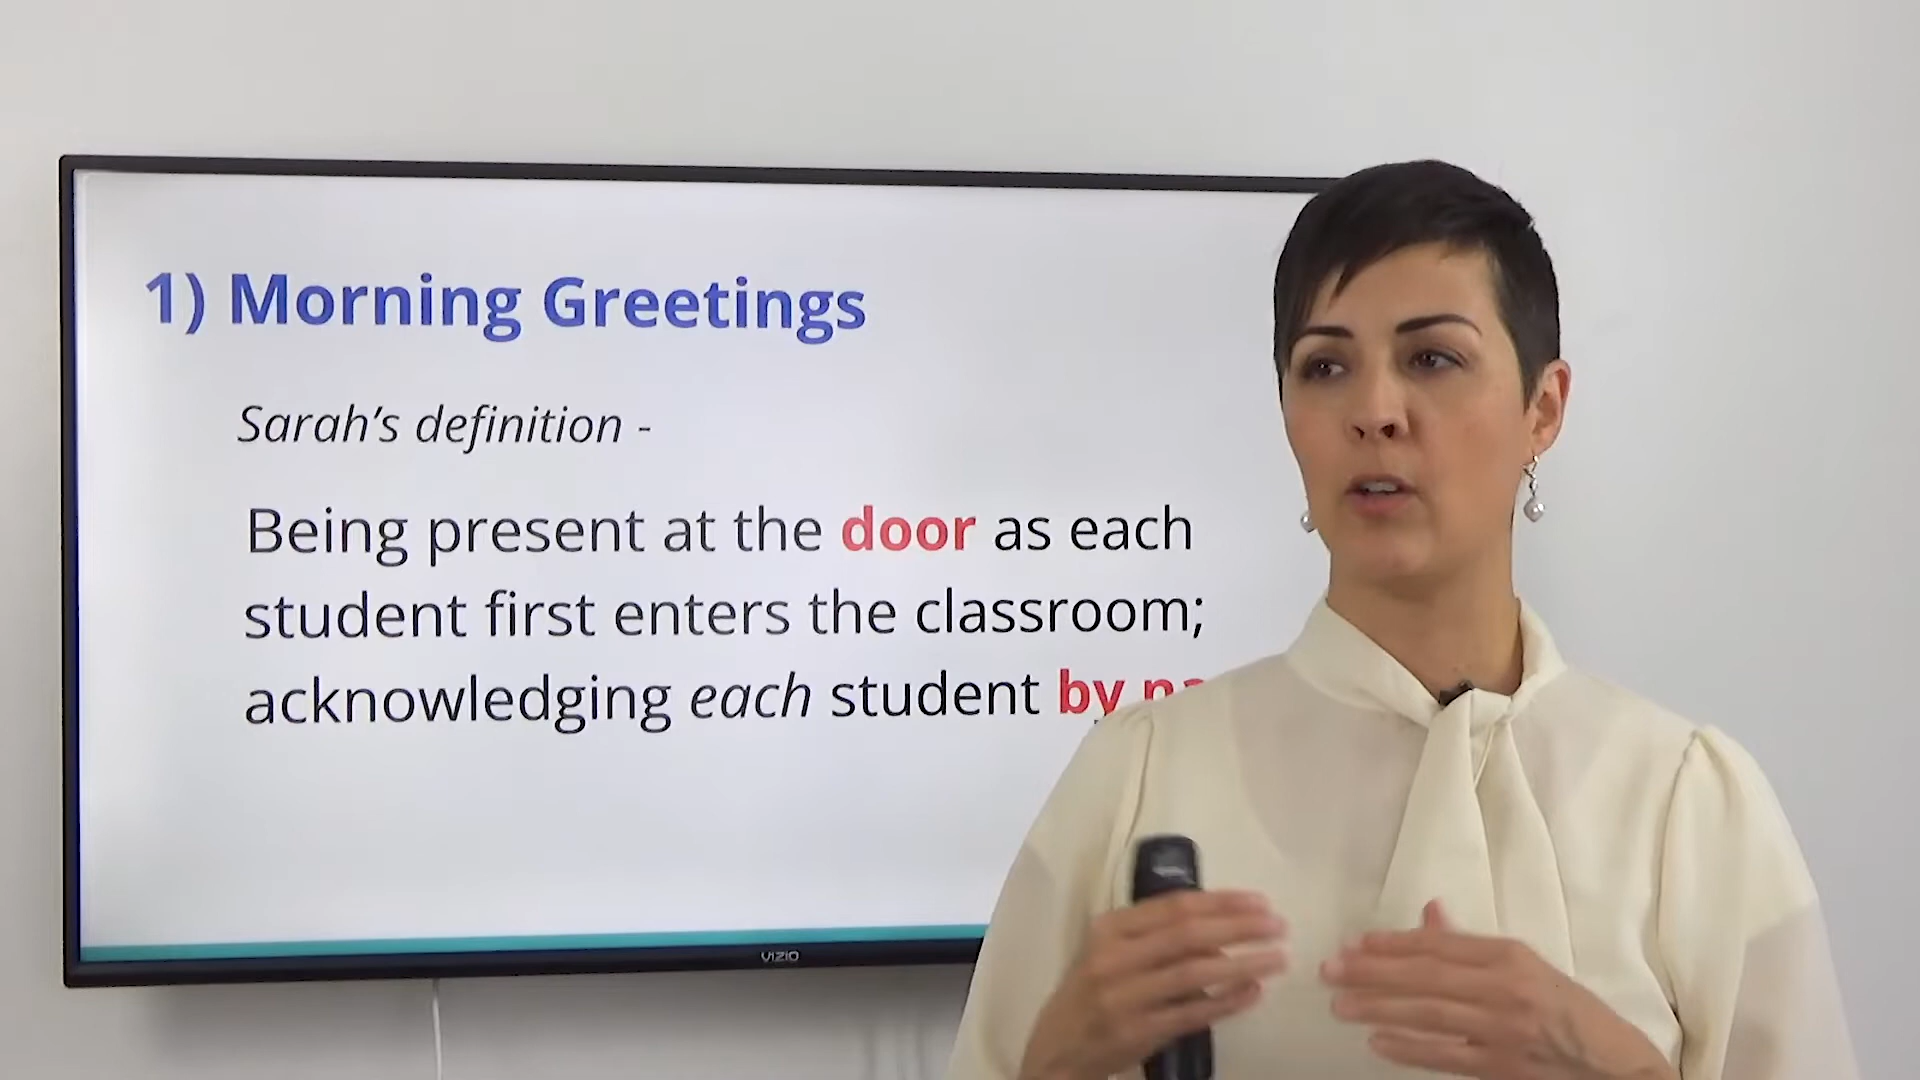 1) Morning Greetings
Sarah's definition -
Being present at the door as each
student first enters the classroom;
acknowledging each student by
VIZIO